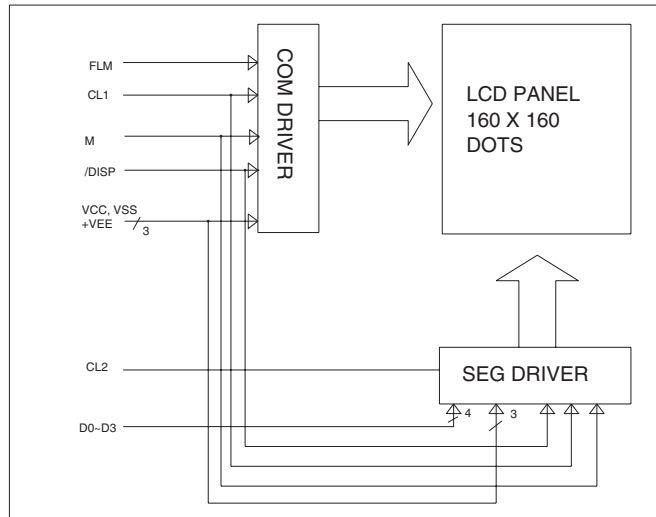 FLM
CL1
M
/DISP
VCC, VSS
+VEE
3
COM DRIVER
LCD PANEL
160 X 160
DOTS
CL2
SEG DRIVER
D0~D3
4
3